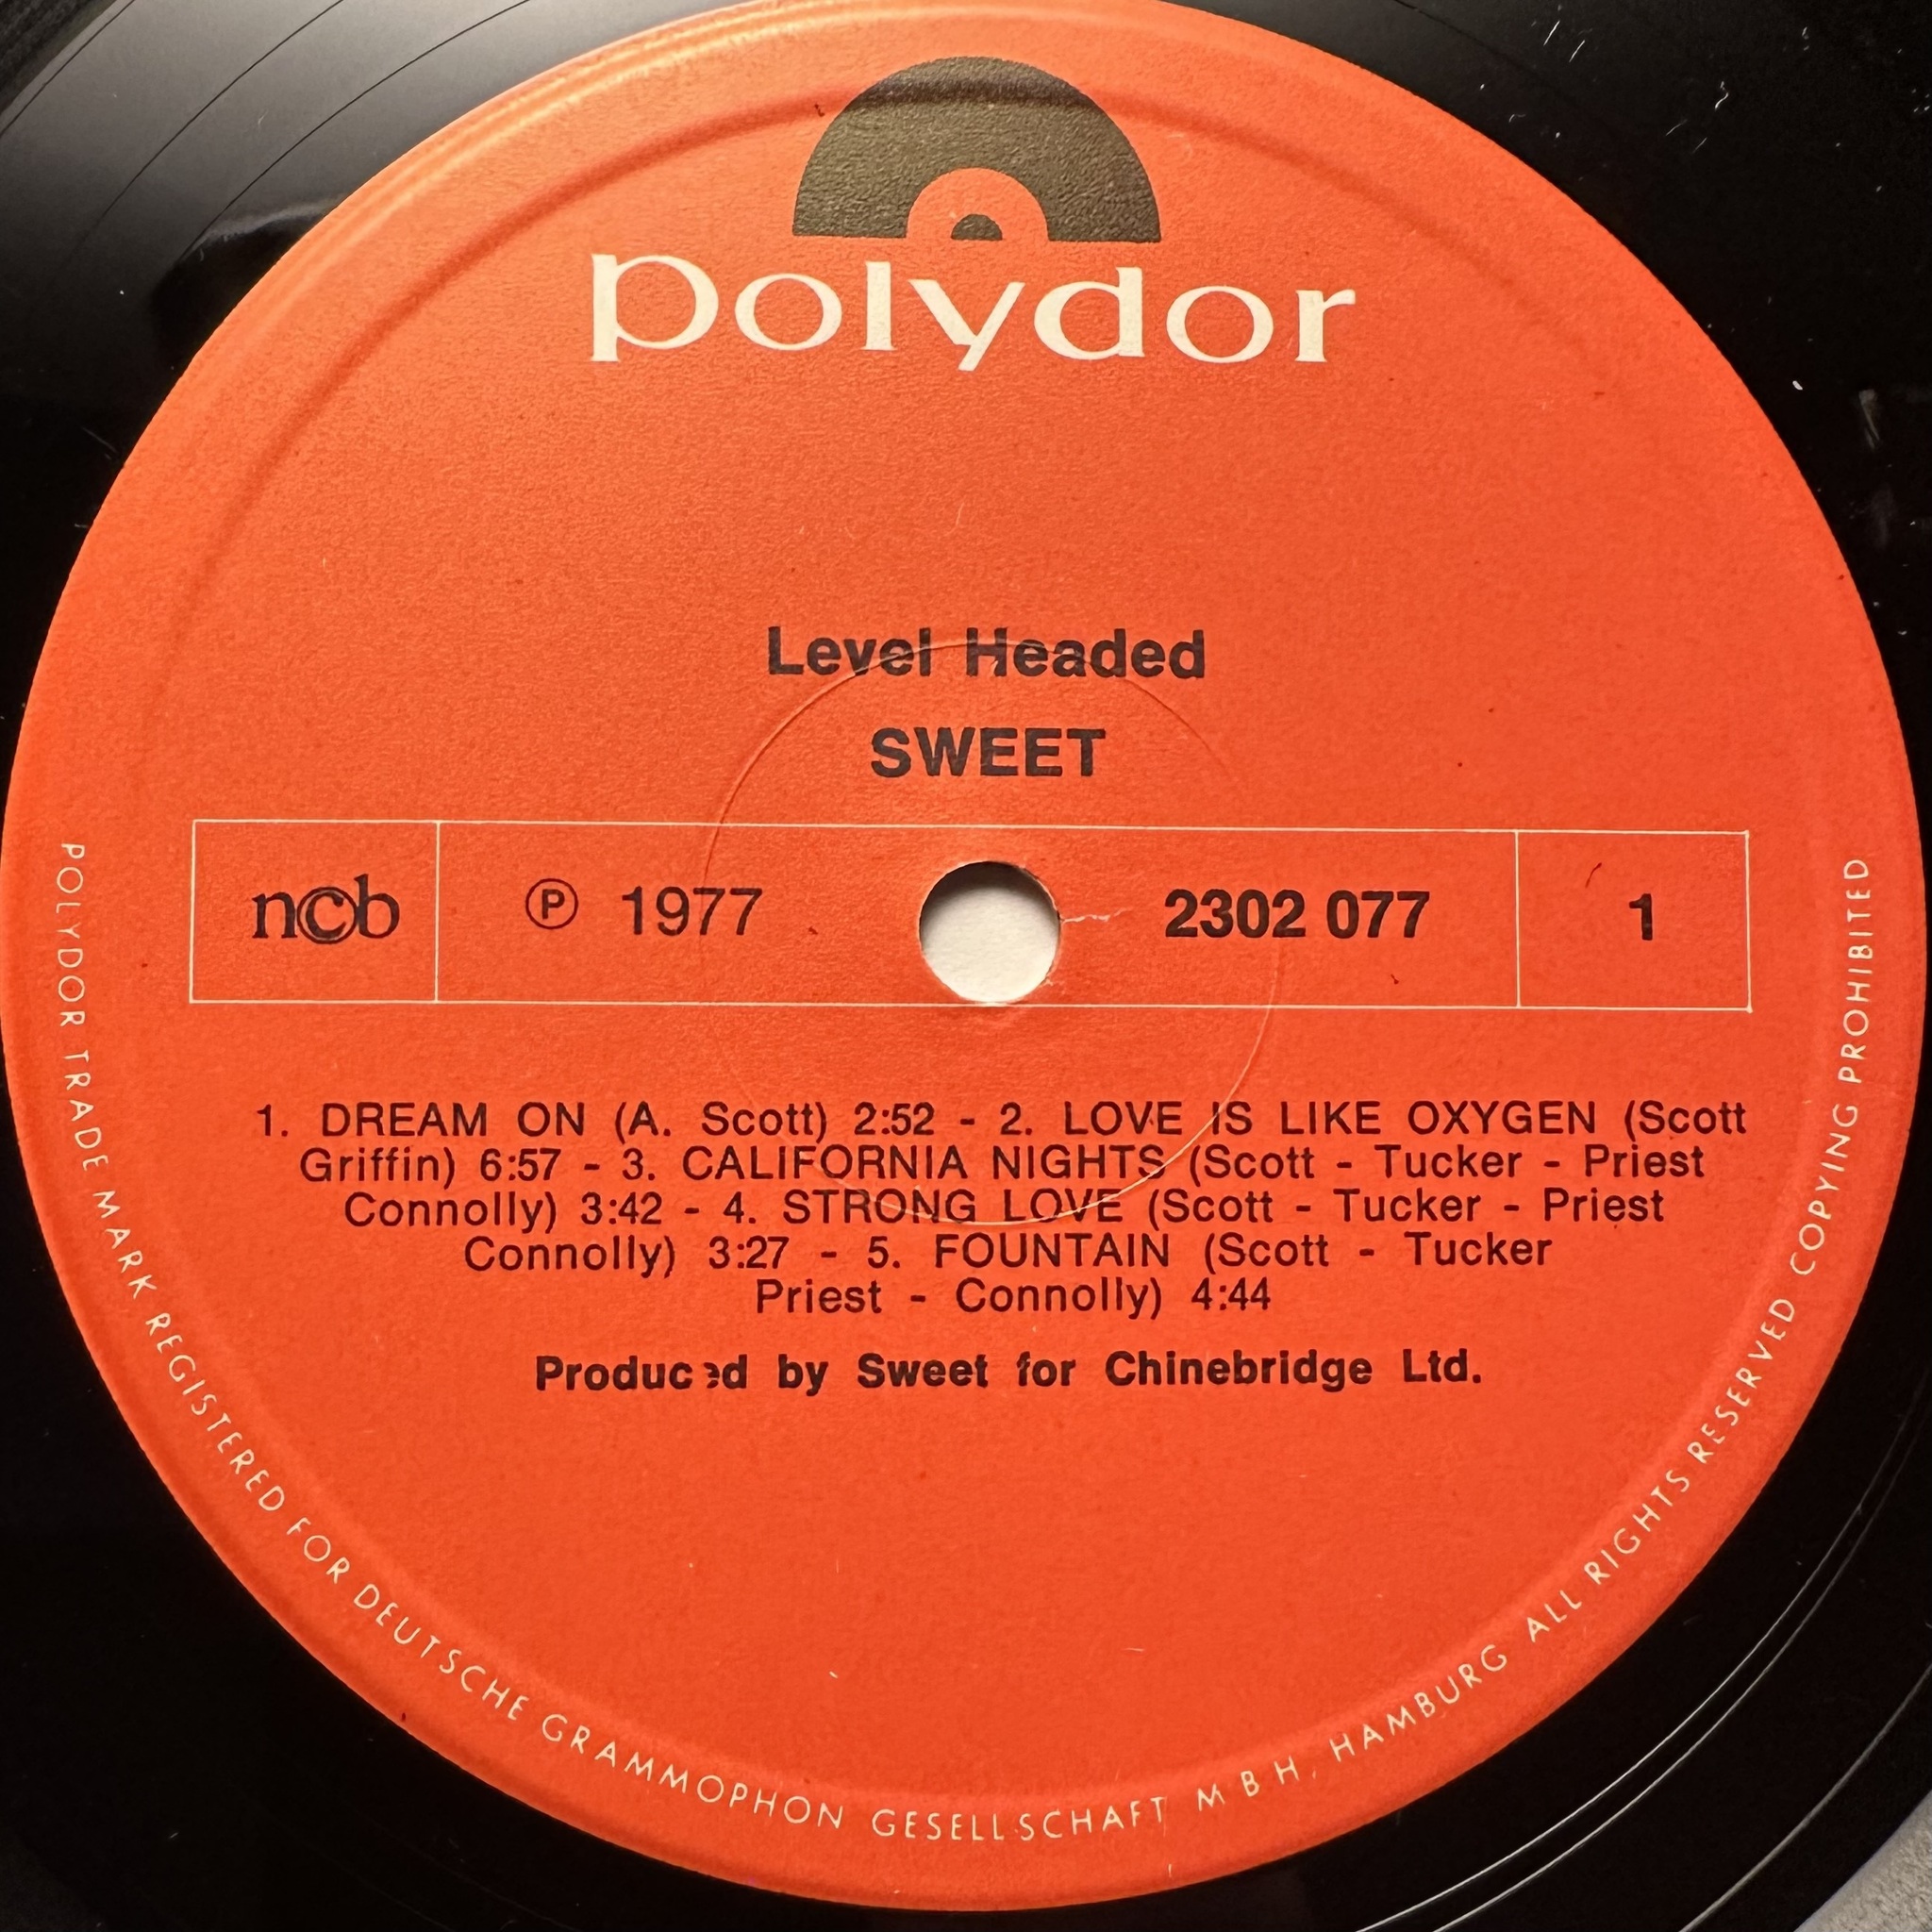 polydor
Level Headed
SWEET
ncb
Ⓟ 1977
2302 077
1
1. DREAM ON (A. Scott) 2:52 - 2. LOVE IS LIKE OXYGEN (Scott
Griffin) 6:57 - 3. CALIFORNIA NIGHTS (Scott - Tucker - Priest
Connolly) 3:42 - 4. STRONG LOVE (Scott - Tucker - Priest
Connolly) 3:27 - 5. FOUNTAIN (Scott - Tucker
Priest - Connolly) 4:44
Produced by Sweet for Chinebridge Ltd.
POLYDOR TRADE MARK REGISTERED FOR DEUTSCHE GRAMMOPHON GESELLSCHAFT M B H, HAMBURG ALL RIGHTS RESERVED COPYING PROHIBITED